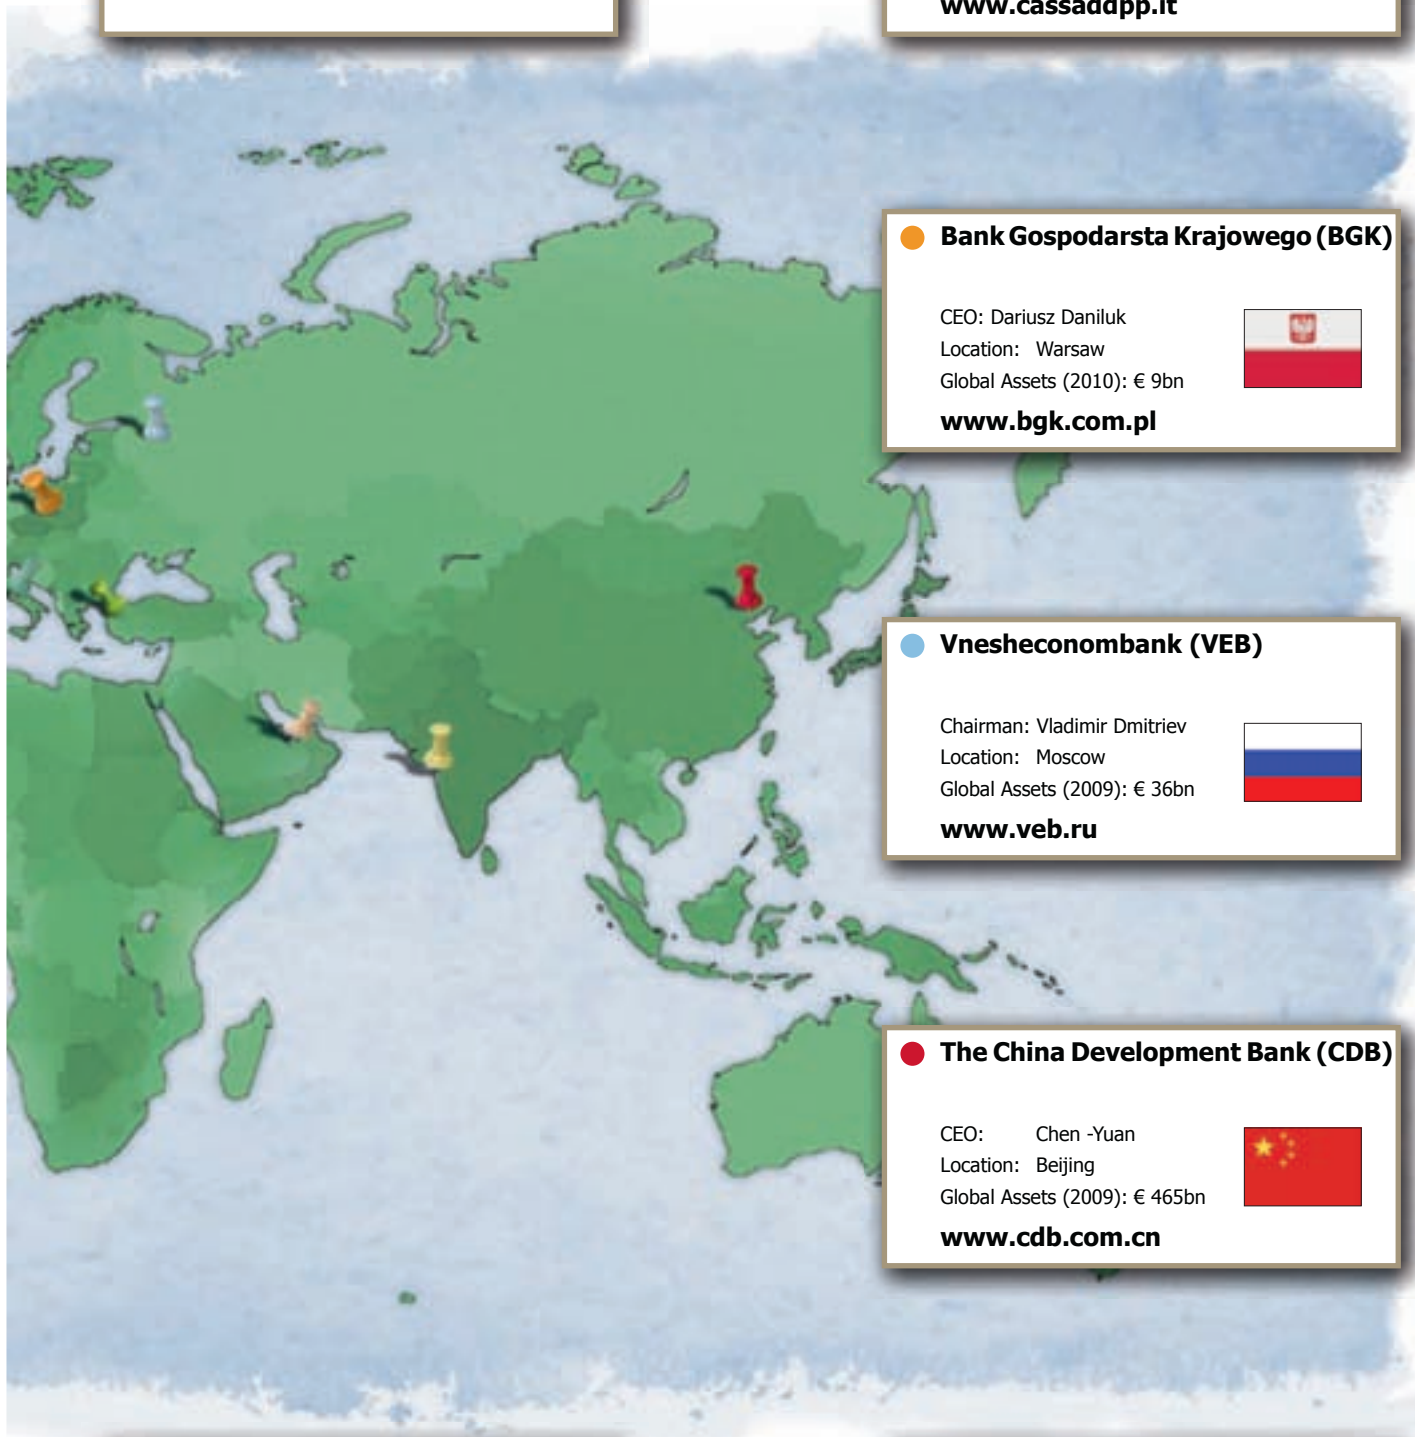 www.cassaddpp.it
Bank Gospodarsta Krajowego (BGK)
CEO: Dariusz Daniluk
Location: Warsaw
Global Assets (2010): € 9bn
www.bgk.com.pl
Vnesheconombank (VEB)
Chairman: Vladimir Dmitriev
Location: Moscow
Global Assets (2009): € 36bn
www.veb.ru
The China Development Bank (CDB)
CEO: Chen -Yuan
Location: Beijing
Global Assets (2009): € 465bn
www.cdb.com.cn